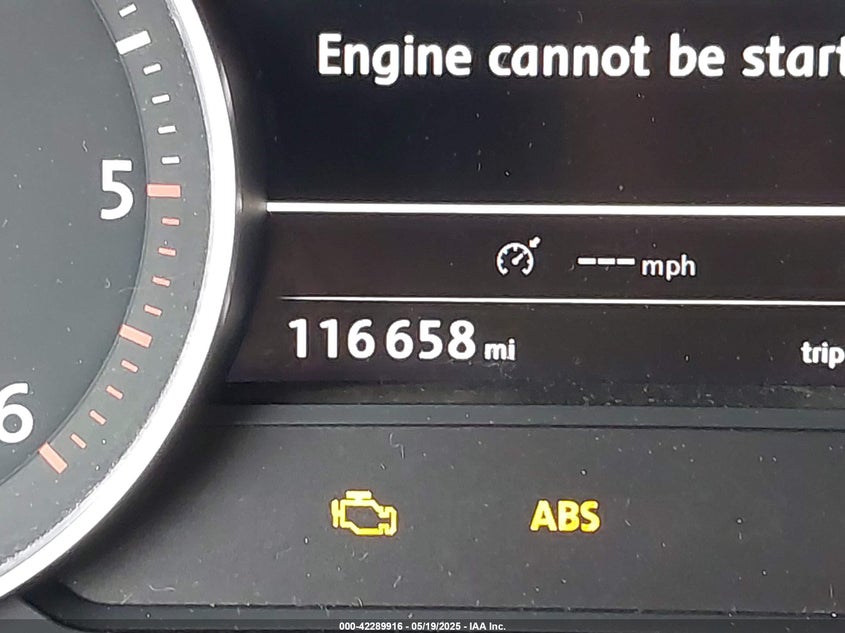 Engine cannot be start
5
--- mph
116658 mi
trip
6
ABS
000-42289916 - 05/19/2025 - IAA Inc.